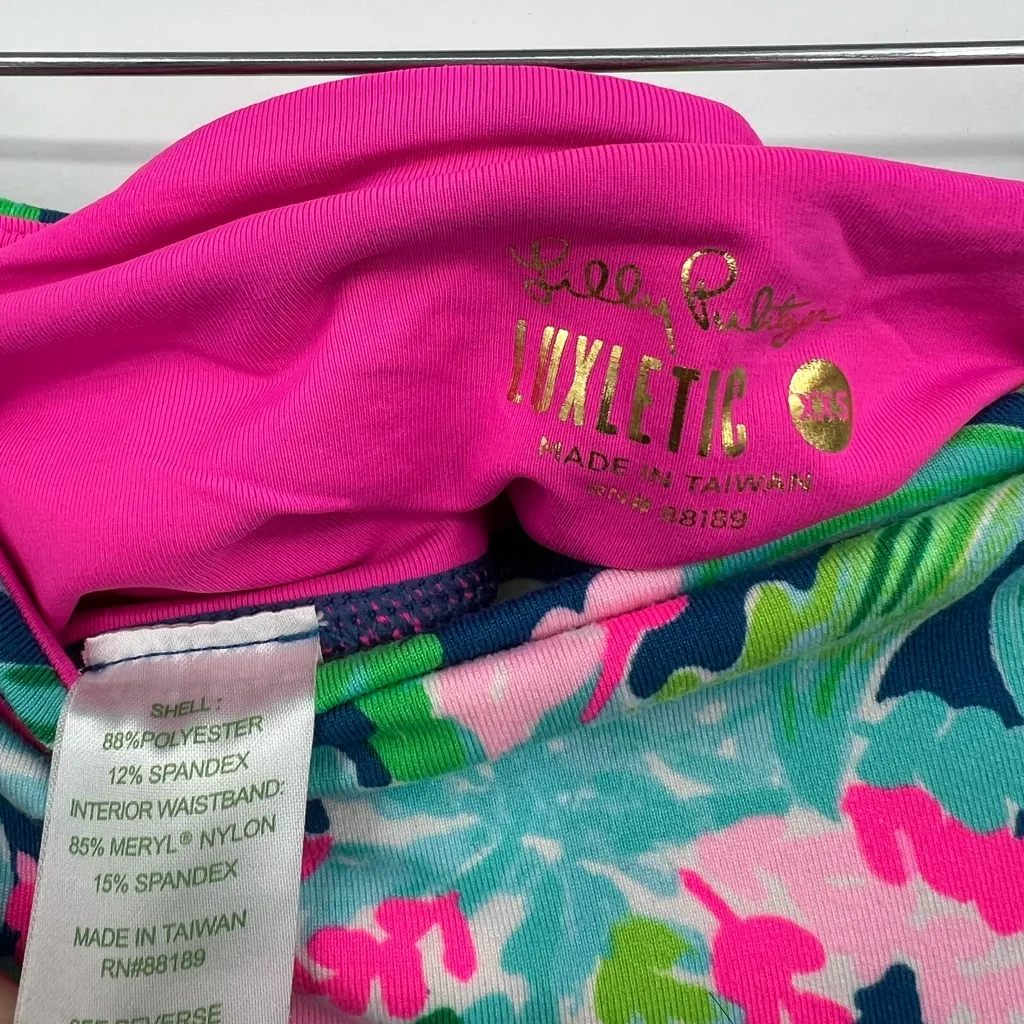 Lilly Pulitzer
LUXLETIC
XXS
MADE IN TAIWAN
RN# 88189
SHELL :
88%POLYESTER
12% SPANDEX
INTERIOR WAISTBAND:
85% MERYL® NYLON
15% SPANDEX
MADE IN TAIWAN
RN#88189
REVERSE